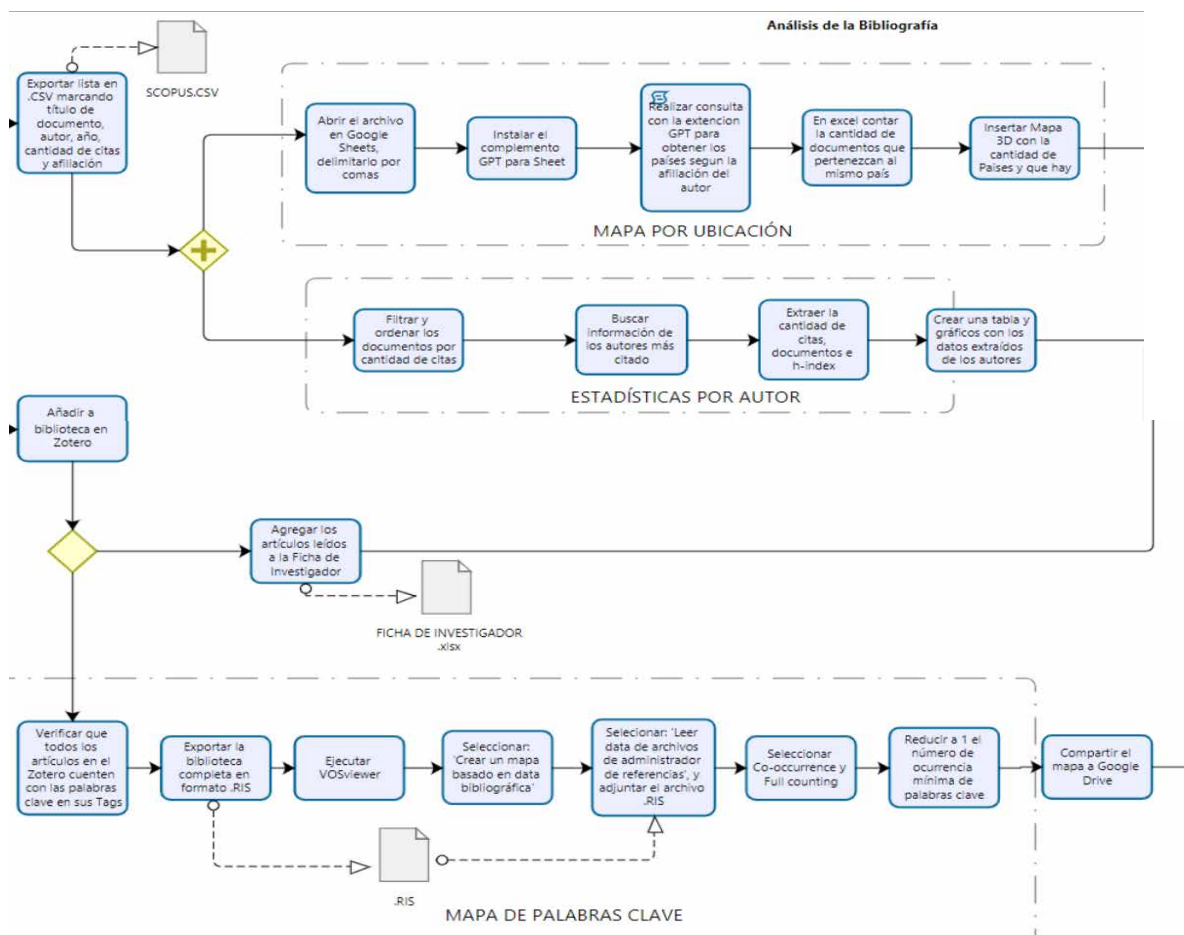 Análisis de la Bibliografía
Exportar lista en
.CSV marcando
título de
documento,
autor, año,
cantidad de citas
y afiliación
SCOPUS.CSV
Abrir el archivo
en Google
Sheets,
delimitarlo por
comas
Instalar el
complemento
GPT para Sheet
Realizar consulta
con la extencion
GPT para
obtener los
países segun la
afiliación del
autor
En excel contar
la cantidad de
documentos que
pertenezcan al
mismo país
Insertar Mapa
3D con la
cantidad de
Paises y que hay
MAPA POR UBICACIÓN
Filtrar y
ordenar los
documentos por
cantidad de citas
Buscar
información de
los autores más
citado
Extraer la
cantidad de
citas,
documentos e
h-index
Crear una tabla y
gráficos con los
datos extraídos
de los autores
ESTADÍSTICAS POR AUTOR
Añadir a
biblioteca en
Zotero
Agregar los
artículos leídos
a la Ficha de
Investigador
FICHA DE INVESTIGADOR
.xlsx
Verificar que
todos los
artículos en el
Zotero cuenten
con las palabras
clave en sus Tags
Exportar la
biblioteca
completa en
formato .RIS
Ejecutar
VOSviewer
Seleccionar:
'Crear un mapa
basado en data
bibliográfica'
Selecionar: 'Leer
data de archivos
de administrador
de referencias', y
adjuntar el archivo
.RIS
Seleccionar
Co-occurrence y
Full counting
Reducir a 1 el
número de
ocurrencia
mínima de
palabras clave
Compartir el
mapa a Google
Drive
.RIS
MAPA DE PALABRAS CLAVE